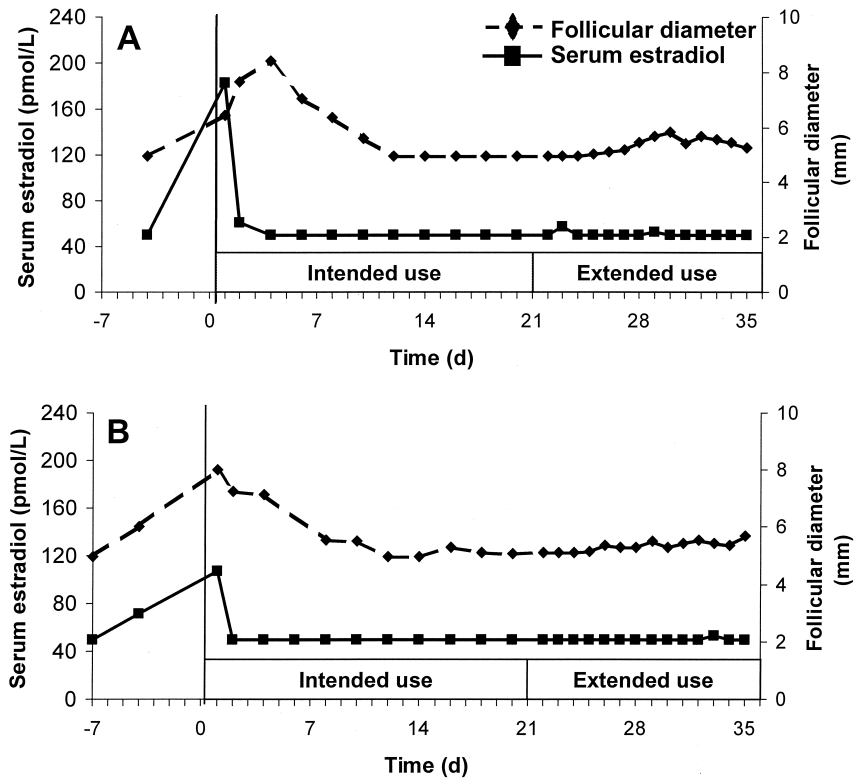 A
Follicular diameter
Serum estradiol
Serum estradiol (pmol/L)
240
200
160
120
80
40
0
10
8
6
4
2
0
Follicular diameter
(mm)
Intended use
Extended use
-7
0
7
14
21
28
35
Time (d)
B
Serum estradiol (pmol/L)
240
200
160
120
80
40
0
10
8
6
4
2
0
Follicular diameter
(mm)
Intended use
Extended use
-7
0
7
14
21
28
35
Time (d)